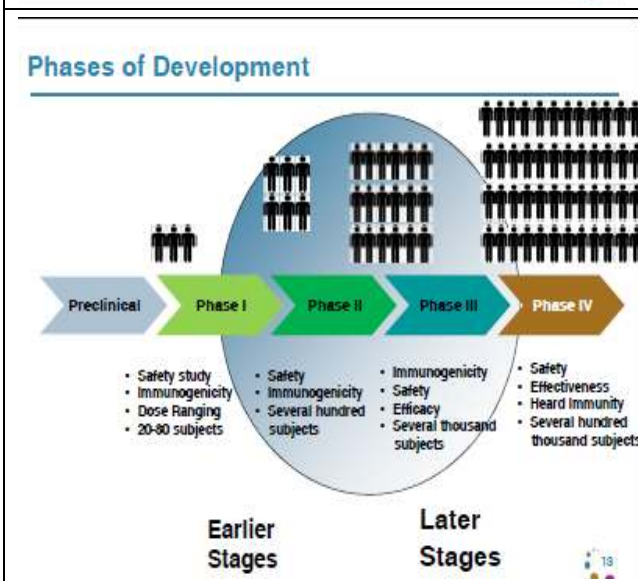 Phases of Development
Preclinical
Phase I
Phase II
Phase III
Phase IV
• Safety study
• Immunogenicity
• Dose Ranging
• 20-80 subjects
• Safety
• Immunogenicity
• Several hundred
subjects
• Immunogenicity
• Safety
• Efficacy
• Several thousand
subjects
• Safety
• Effectiveness
• Heard Immunity
• Several hundred
thousand subjects
Earlier
Stages
Later
Stages
13